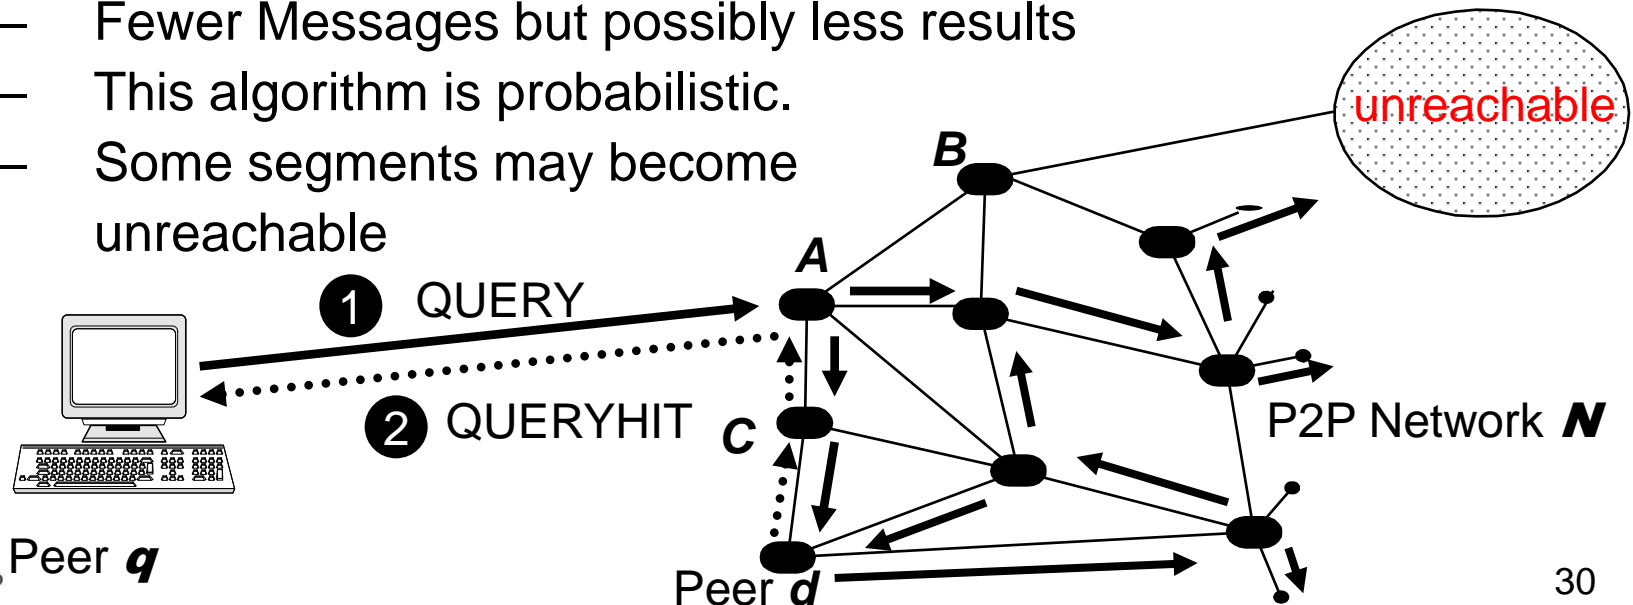 – Fewer Messages but possibly less results
– This algorithm is probabilistic.
– Some segments may become
unreachable
unreachable
B
A
1 QUERY
2 QUERYHIT
C
P2P Network N
Peer q
Peer d
30